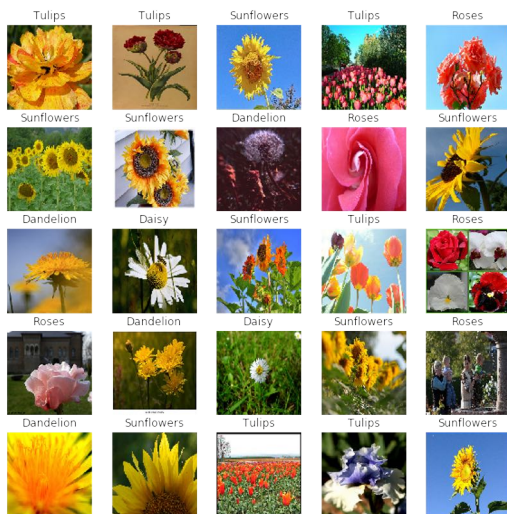 Tulips Tulips Sunflowers Tulips Roses
Sunflowers Sunflowers Dandelion Roses Sunflowers
Dandelion Daisy Sunflowers Tulips Roses
Roses Dandelion Daisy Sunflowers Roses
Dandelion Sunflowers Tulips Tulips Sunflowers